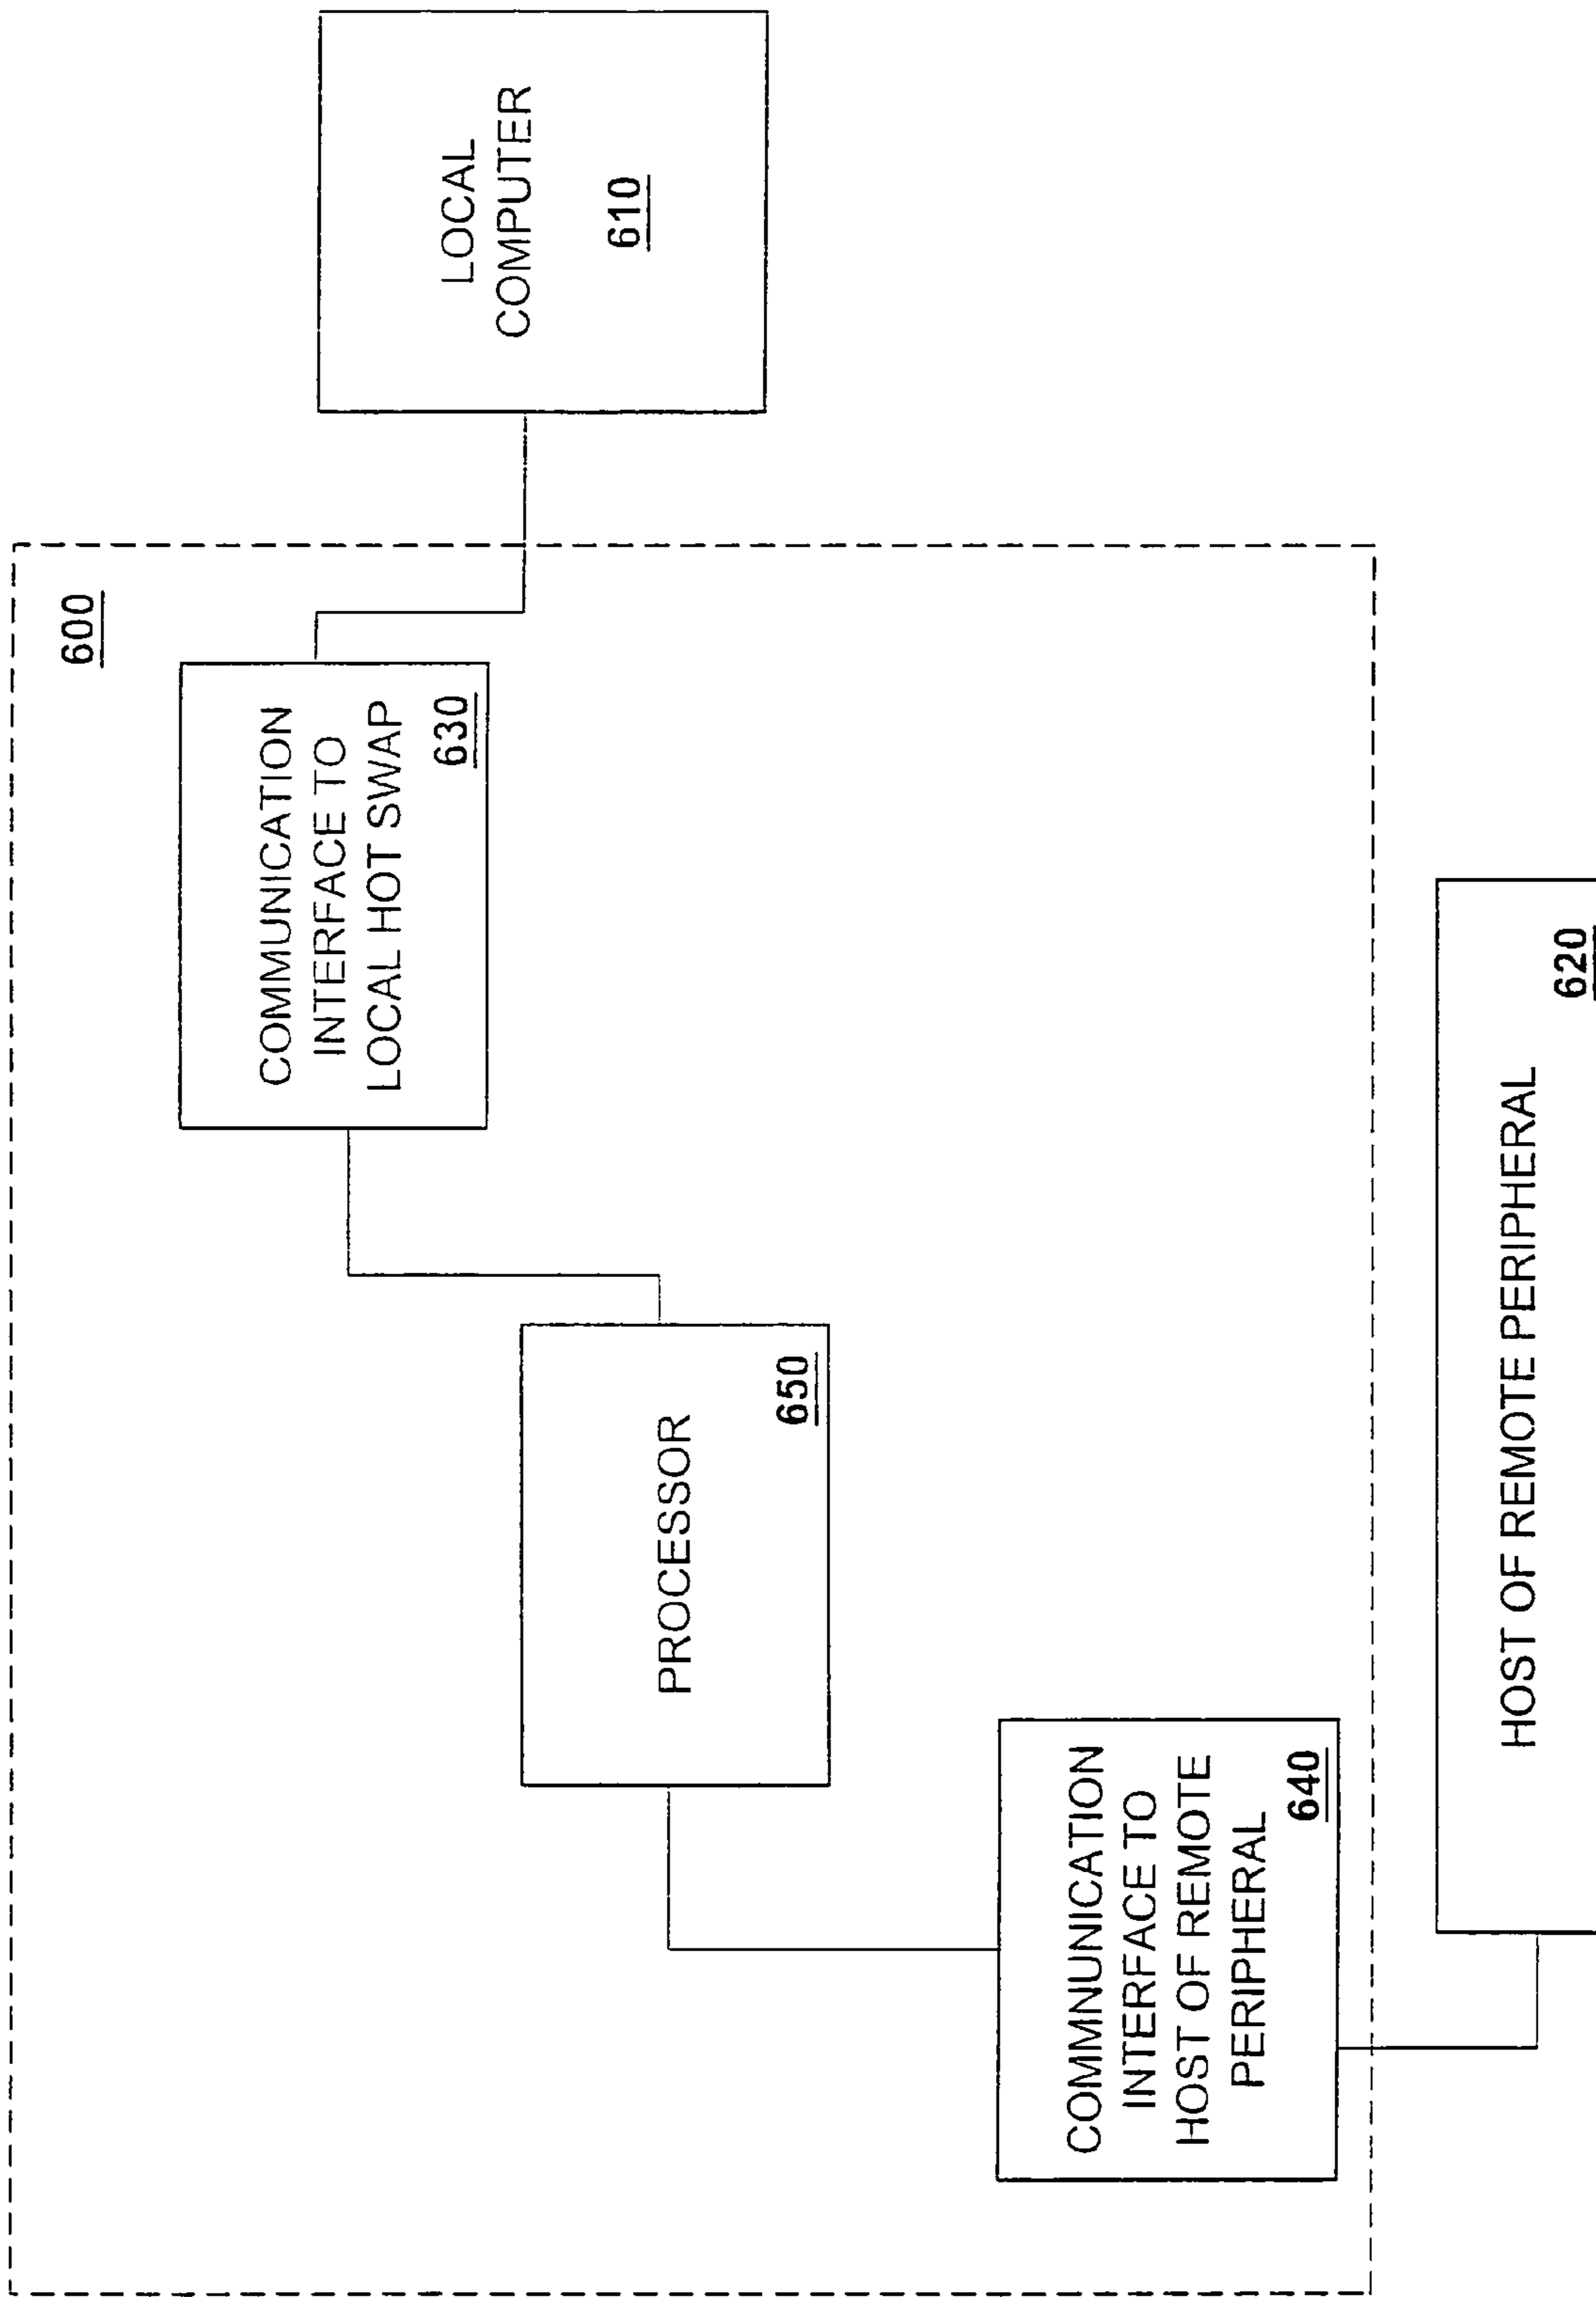 600
COMMUNICATION
INTERFACE TO
LOCAL HOT SWAP
630
LOCAL
COMPUTER
610
PROCESSOR
650
COMMNUNICATION
INTERFACE TO
HOST OF REMOTE
PERIPHERAL
640
HOST OF REMOTE PERIPHERAL
620